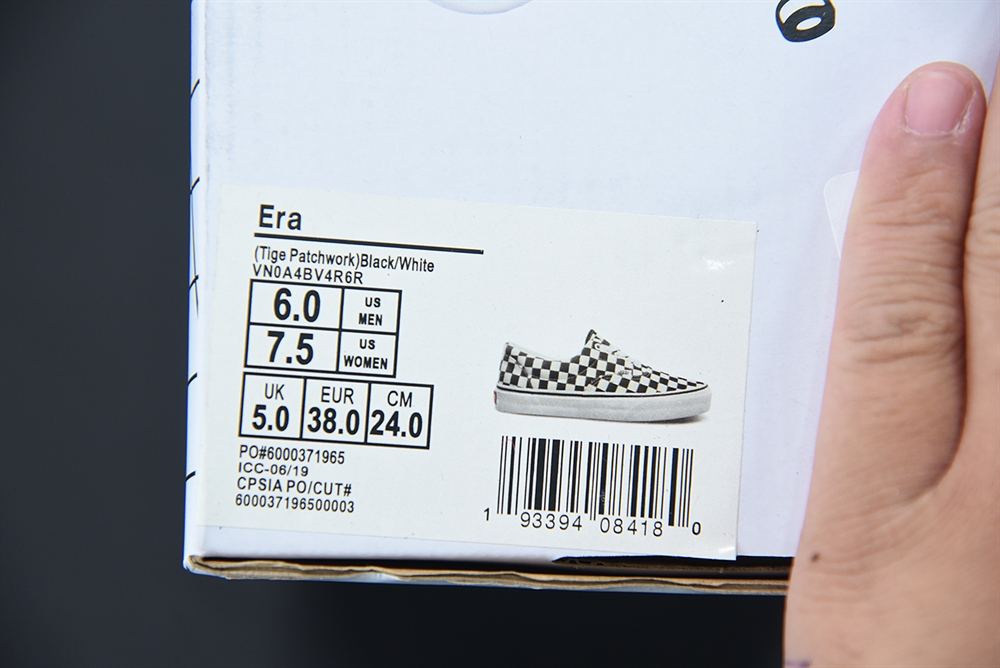 Era
(Tige Patchwork)Black/White
VN0A4BV4R6R
6.0 US MEN
7.5 US WOMEN
UK EUR CM
5.0 38.0 24.0
PO#6000371965
ICC-06/19
CPSIA PO/CUT#
600037196500003
1 93394 08418 0